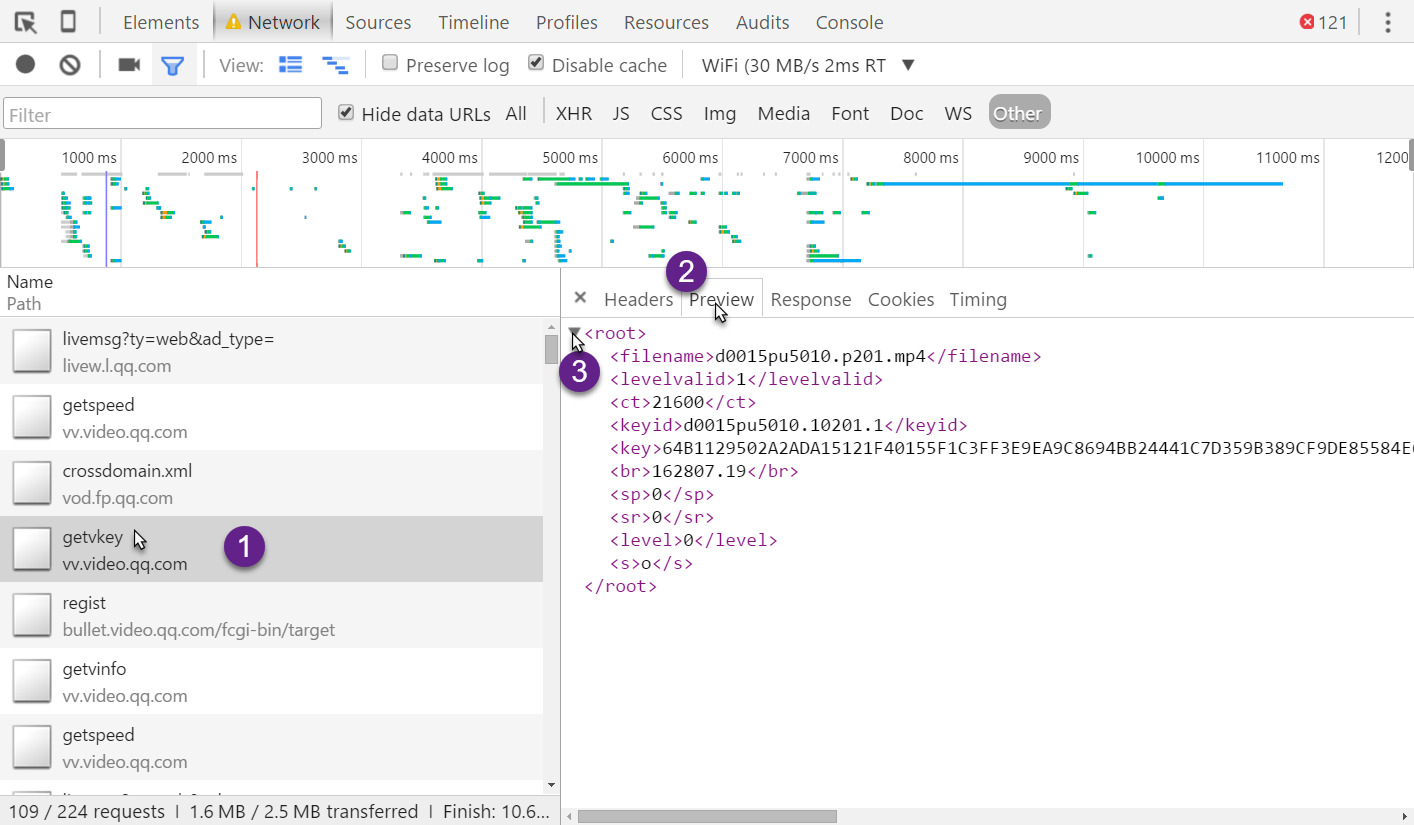 Elements Network Sources Timeline Profiles Resources Audits Console 121
View: Preserve log Disable cache WiFi (30 MB/s 2ms RT
Filter Hide data URLs All XHR JS CSS Img Media Font Doc WS Other
1000 ms 2000 ms 3000 ms 4000 ms 5000 ms 6000 ms 7000 ms 8000 ms 9000 ms 10000 ms 11000 ms 1200
Name
Path
livemsg?ty=web&ad_type=
livew.l.qq.com
getspeed
vv.video.qq.com
crossdomain.xml
vod.fp.qq.com
getvkey 1
vv.video.qq.com
regist
bullet.video.qq.com/fcgi-bin/target
getvinfo
vv.video.qq.com
getspeed
vv.video.qq.com
109 / 224 requests I 1.6 MB / 2.5 MB transferred I Finish: 10.6...
2
Headers Preview Response Cookies Timing
<root>
3
<filename>d0015pu5010.p201.mp4</filename>
<levelvalid>1</levelvalid>
<ct>21600</ct>
<keyid>d0015pu5010.10201.1</keyid>
<key>64B1129502A2ADA15121F40155F1C3FF3E9EA9C8694BB24441C7D359B389CF9DE85584E
<br>162807.19</br>
<sp>0</sp>
<sr>0</sr>
<level>0</level>
<s>o</s>
</root>